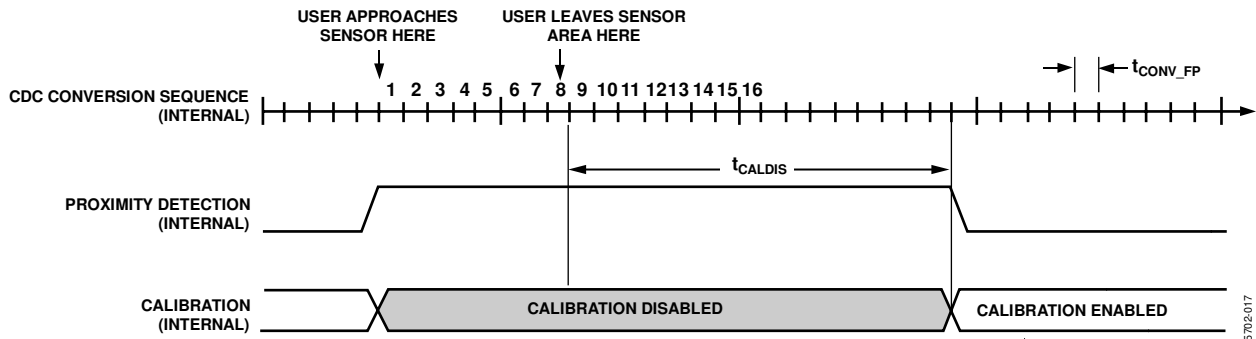 USER APPROACHES
SENSOR HERE
USER LEAVES SENSOR
AREA HERE
tCONV_FP
CDC CONVERSION SEQUENCE
(INTERNAL)
1 2 3 4 5 6 7 8 9 10 11 12 13 14 15 16
tCALDIS
PROXIMITY DETECTION
(INTERNAL)
CALIBRATION
(INTERNAL)
CALIBRATION DISABLED
CALIBRATION ENABLED
5702-017